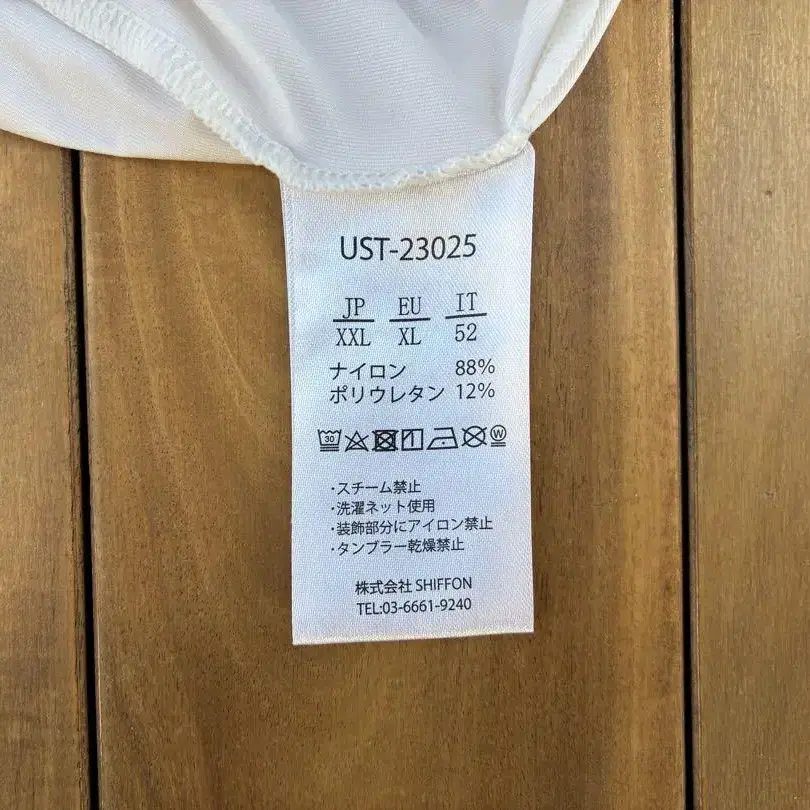 UST-23025
JP EU IT
XXL XL 52
ナイロン 88%
ポリウレタン 12%
30 W
・スチーム禁止
・洗濯ネット使用
・装飾部分にアイロン禁止
・タンブラー乾燥禁止
株式会社 SHIFFON
TEL:03-6661-9240